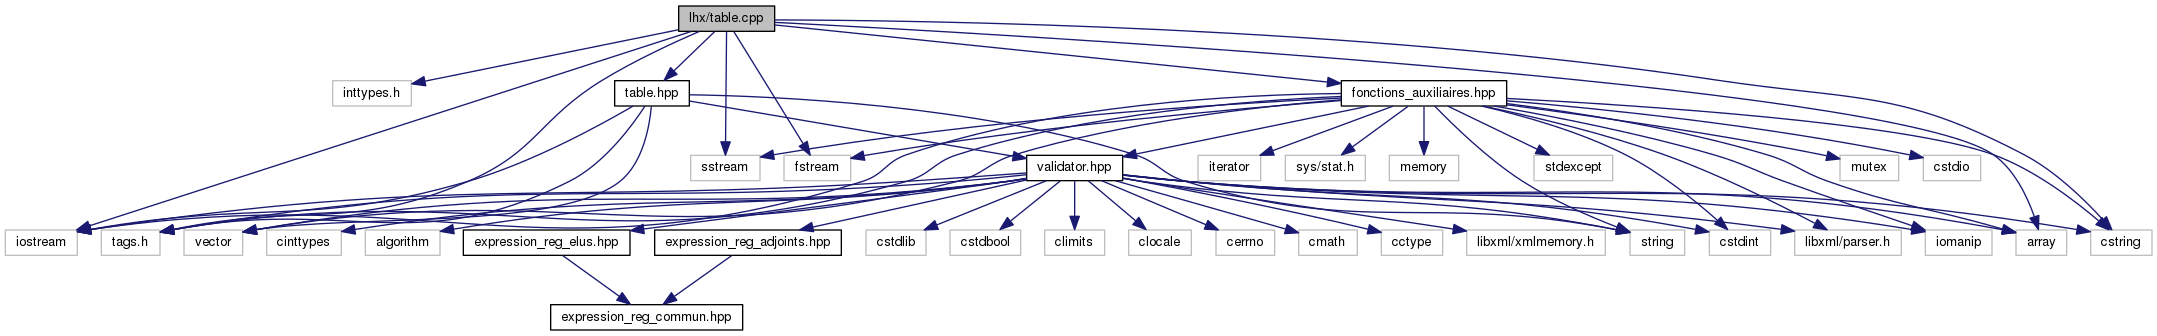 lhx/table.cpp
inttypes.h
table.hpp
fonctions_auxiliaires.hpp
sstream
fstream
validator.hpp
iterator
sys/stat.h
memory
stdexcept
mutex
cstdio
iostream
tags.h
vector
cinttypes
algorithm
expression_reg_elus.hpp
expression_reg_adjoints.hpp
cstdlib
cstdbool
climits
clocale
cerrno
cmath
cctype
libxml/xmlmemory.h
string
cstdint
libxml/parser.h
iomanip
array
cstring
expression_reg_commun.hpp